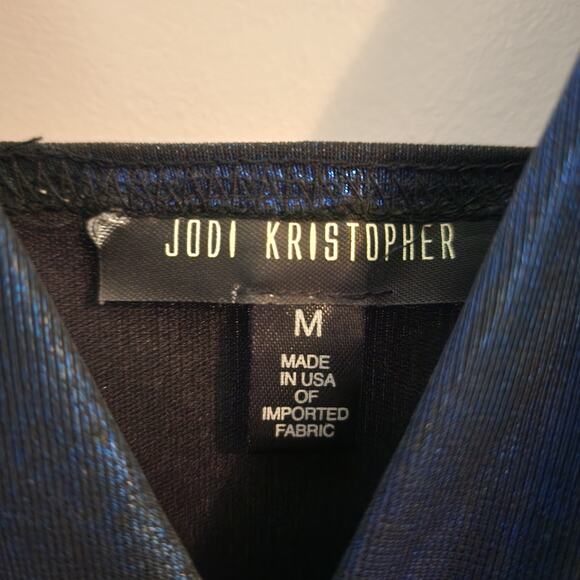 JODI KRISTOPHER
M
MADE
IN USA
OF
IMPORTED
FABRIC